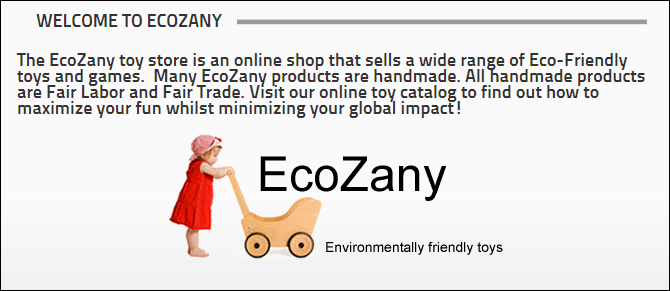 WELCOME TO ECOZANY
The EcoZany toy store is an online shop that sells a wide range of Eco-Friendly
toys and games.  Many EcoZany products are handmade. All handmade products
are Fair Labor and Fair Trade. Visit our online toy catalog to find out how to
maximize your fun whilst minimizing your global impact!
EcoZany
Environmentally friendly toys